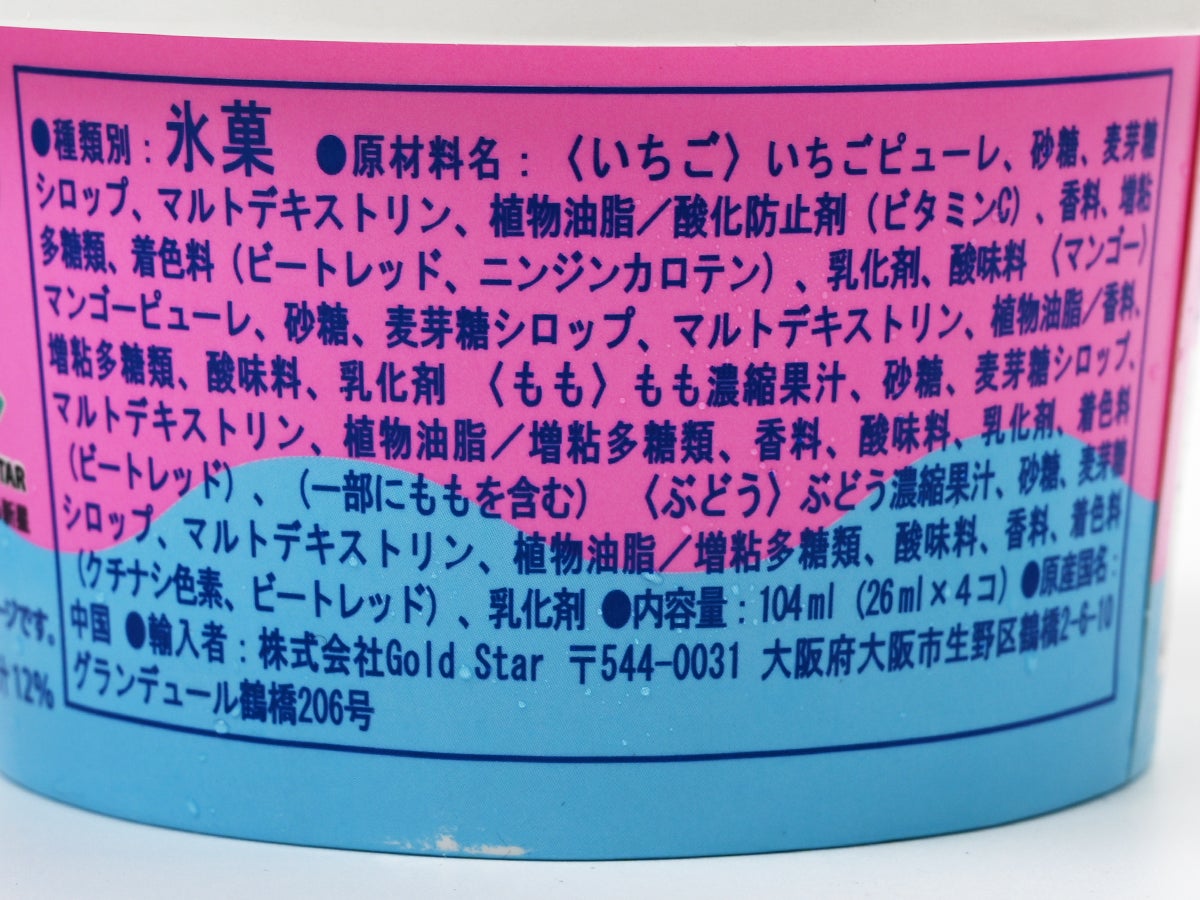 ●種類別：氷菓 ●原材料名：〈いちご〉いちごピューレ、砂糖、麦芽糖
シロップ、マルトデキストリン、植物油脂／酸化防止剤（ビタミンC）、香料、増粘
多糖類、着色料（ビートレッド、ニンジンカロテン）、乳化剤、酸味料〈マンゴー〉
マンゴーピューレ、砂糖、麦芽糖シロップ、マルトデキストリン、植物油脂／香料、
増粘多糖類、酸味料、乳化剤〈もも〉もも濃縮果汁、砂糖、麦芽糖シロップ、
マルトデキストリン、植物油脂／増粘多糖類、香料、酸味料、乳化剤、着色料
（ビートレッド）、（一部にももを含む）〈ぶどう〉ぶどう濃縮果汁、砂糖、麦芽糖
シロップ、マルトデキストリン、植物油脂／増粘多糖類、酸味料、香料、着色料
（クチナシ色素、ビートレッド）、乳化剤●内容量：104ml（26ml×4コ）●原産国名：
中国 ●輸入者：株式会社Gold Star 〒544-0031 大阪府大阪市生野区鶴橋2-6-10
グランデュール鶴橋206号
TAR
ージです。
汁12%